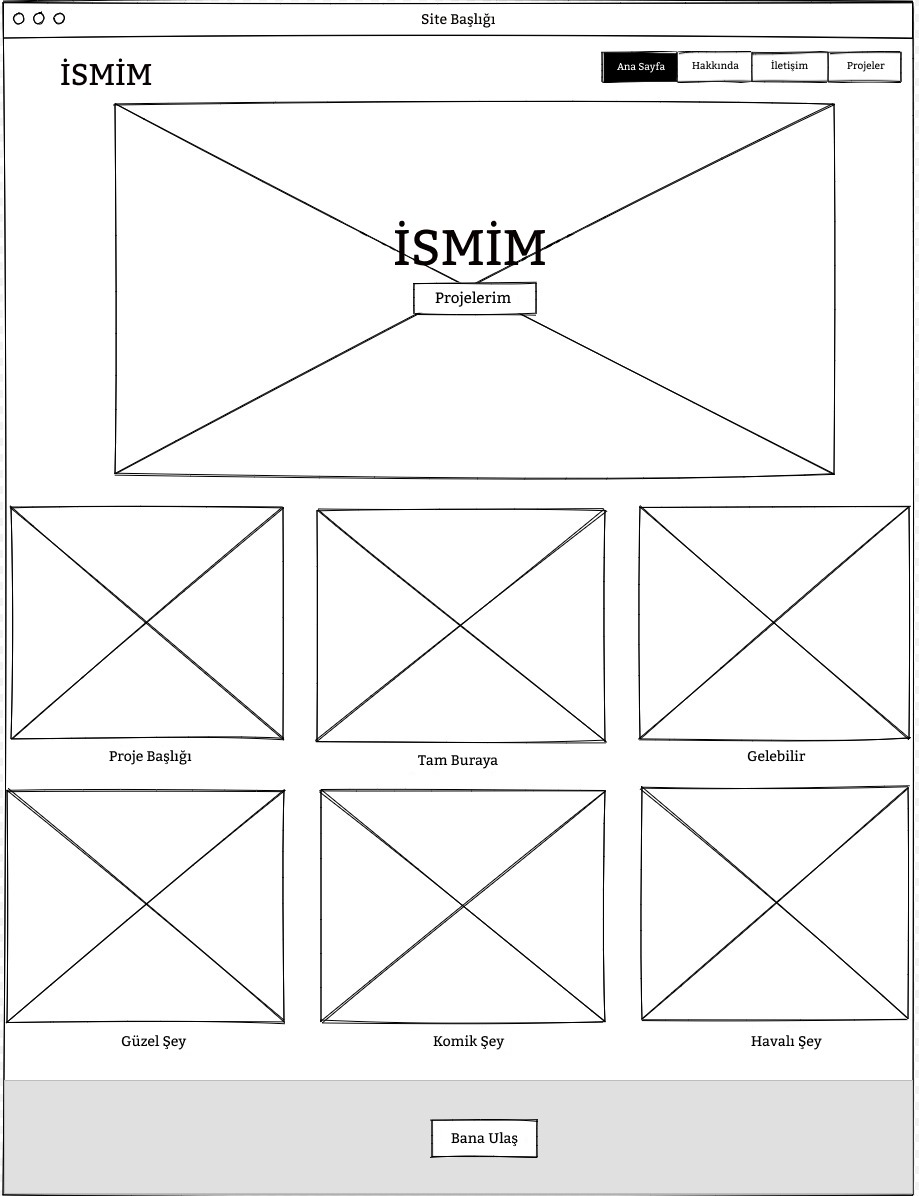 Site Başlığı
İSMİM
Ana Sayfa
Hakkında
İletişim
Projeler
İSMİM
Projelerim
Proje Başlığı
Tam Buraya
Gelebilir
Güzel Şey
Komik Şey
Havalı Şey
Bana Ulaş